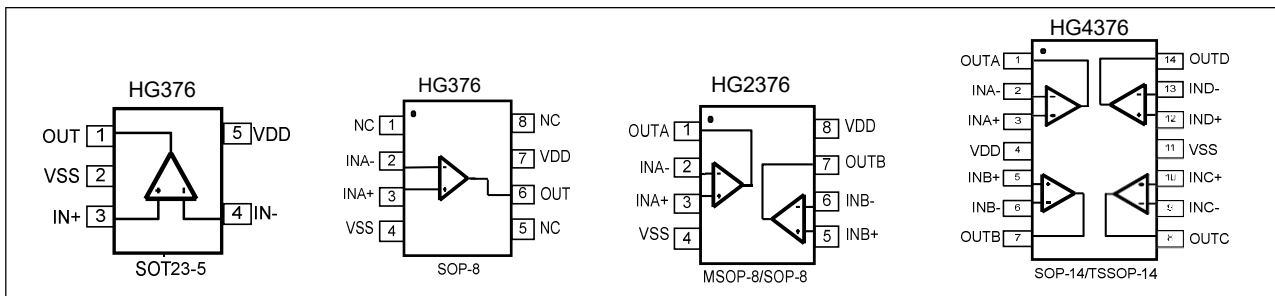 HG376
OUT 1 5 VDD
VSS 2
IN+ 3 4 IN-
+ -
SOT23-5
HG376
NC 1 8 NC
INA- 2 7 VDD
INA+ 3 6 OUT
VSS 4 5 NC
SOP-8
HG2376
OUTA 1 8 VDD
INA- 2 7 OUTB
INA+ 3 6 INB-
VSS 4 5 INB+
MSOP-8/SOP-8
HG4376
OUTA 1 14 OUTD
INA- 2 13 IND-
INA+ 3 12 IND+
VDD 4 11 VSS
INB+ 5 10 INC+
INB- 6 9 INC-
OUTB 7 8 OUTC
SOP-14/TSSOP-14